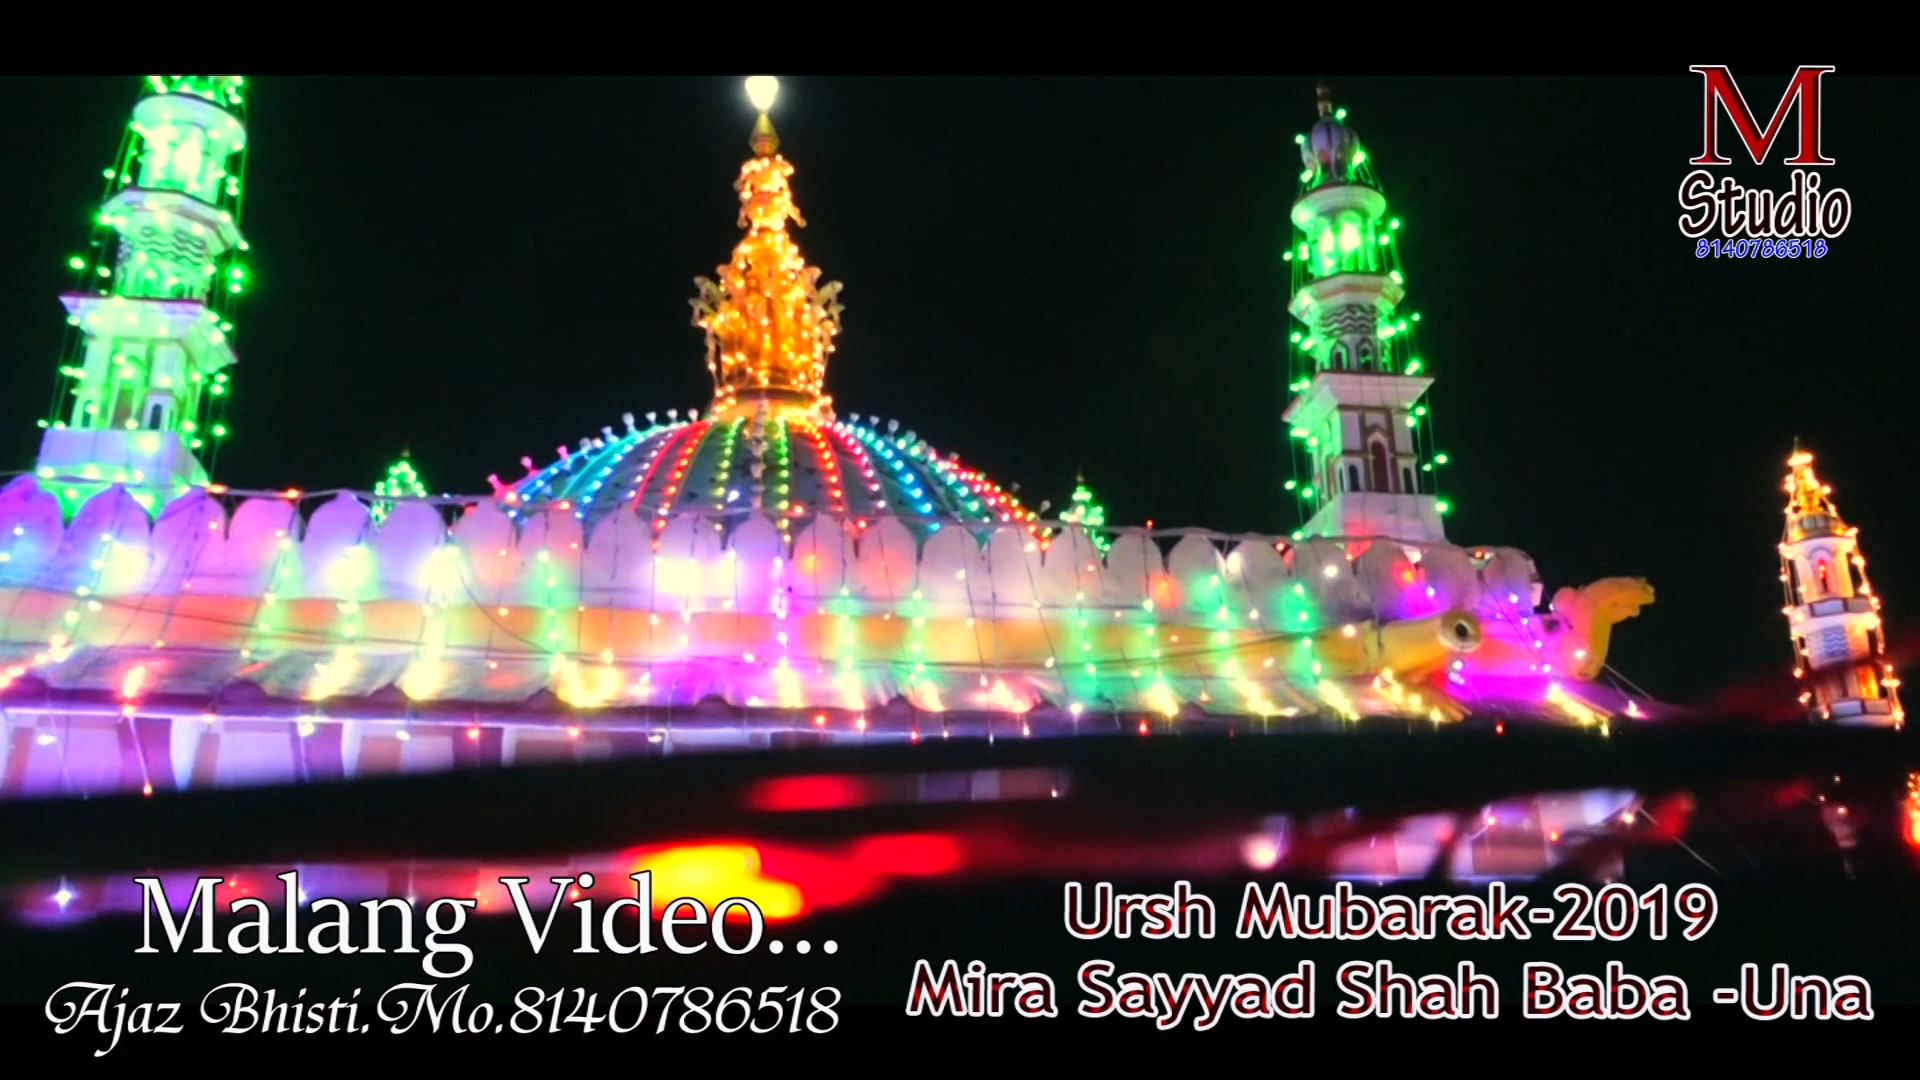 M
Studio
8140786518
Malang Video...
Ajaz Bhisti.Mo.8140786518
Ursh Mubarak-2019
Mira Sayyad Shah Baba -Una